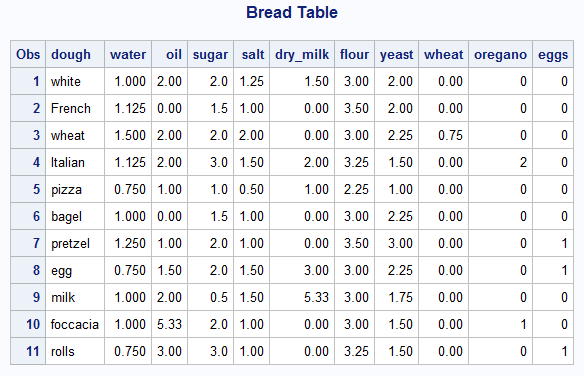 Bread Table
Obs dough water oil sugar salt dry_milk flour yeast wheat oregano eggs
1 white 1.000 2.00 2.0 1.25 1.50 3.00 2.00 0.00 0 0
2 French 1.125 0.00 1.5 1.00 0.00 3.50 2.00 0.00 0 0
3 wheat 1.500 2.00 2.0 2.00 0.00 3.00 2.25 0.75 0 0
4 Italian 1.125 2.00 3.0 1.50 2.00 3.25 1.50 0.00 2 0
5 pizza 0.750 1.00 1.0 0.50 1.00 2.25 1.00 0.00 0 0
6 bagel 1.000 0.00 1.5 1.00 0.00 3.00 2.25 0.00 0 0
7 pretzel 1.250 1.00 2.0 1.00 0.00 3.50 3.00 0.00 0 1
8 egg 0.750 1.50 2.0 1.50 3.00 3.00 2.25 0.00 0 1
9 milk 1.000 2.00 0.5 1.50 5.33 3.00 1.75 0.00 0 0
10 foccacia 1.000 5.33 2.0 1.00 0.00 3.00 1.50 0.00 1 0
11 rolls 0.750 3.00 3.0 1.00 0.00 3.25 1.50 0.00 0 1